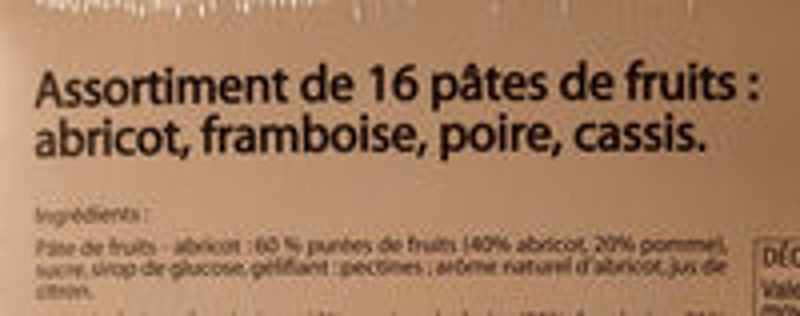 Assortiment de 16 pâtes de fruits :
abricot, framboise, poire, cassis.
Ingrédients :
Pâte de fruits - abricot : 60 % purées de fruits (40% abricot, 20% pomme),
sucre, sirop de glucose, gélifiant : pectines ; arôme naturel d'abricot, jus de
citron.
DÉC
Vale